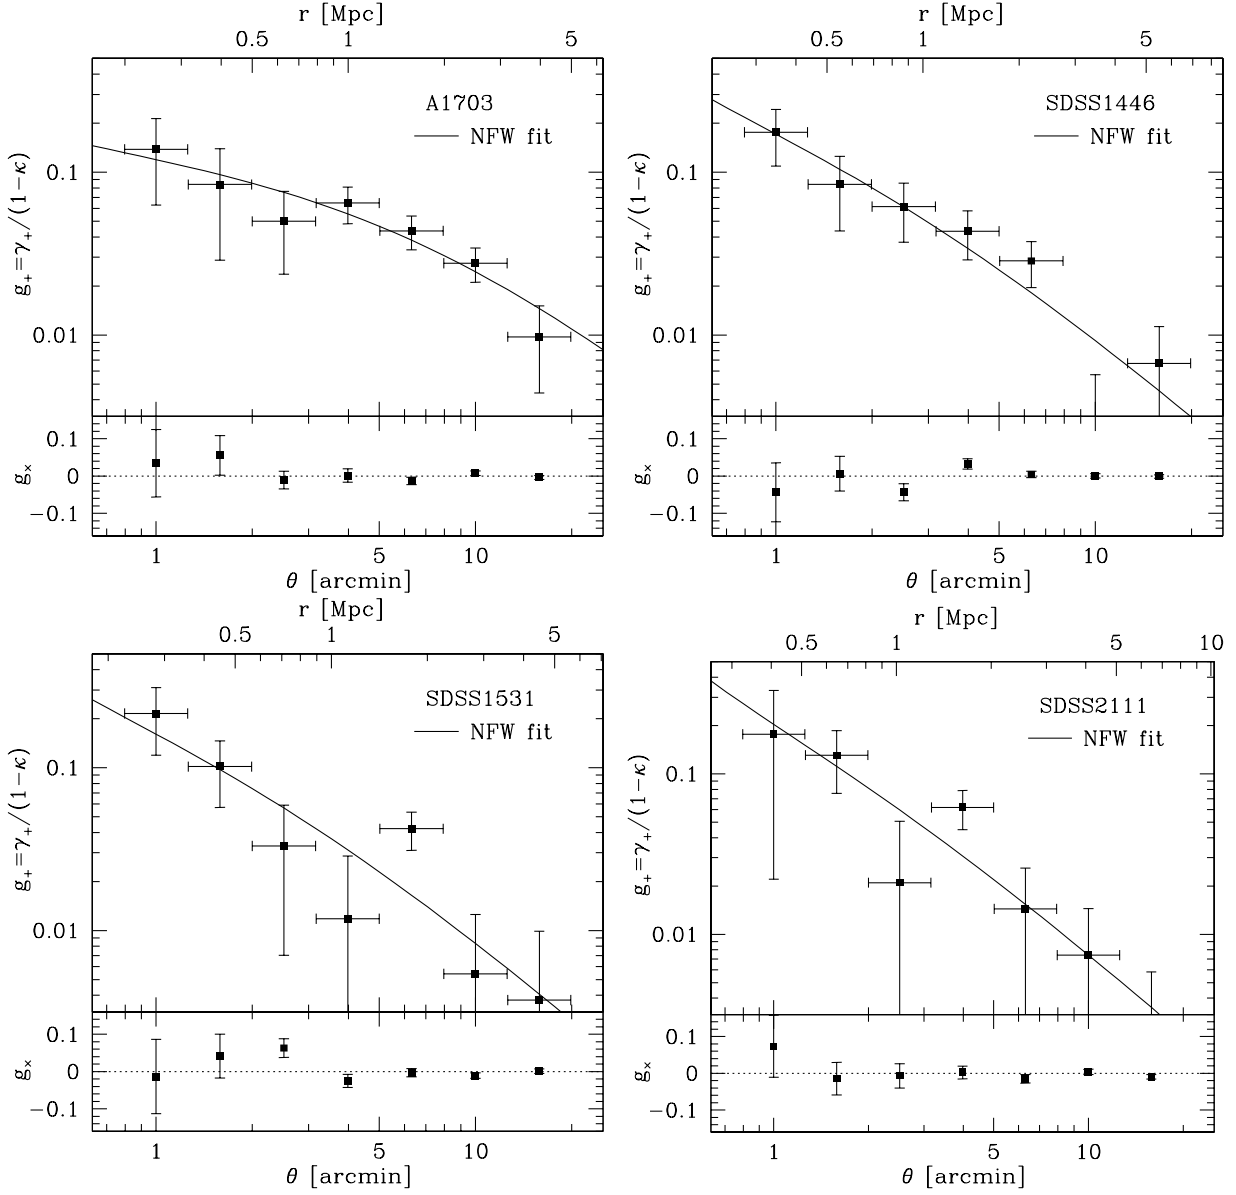 r [Mpc]
0.5 1 5
A1703
NFW fit
g₊=γ₊/(1−κ)
0.1
0.01
gₓ
0.1
0
−0.1
1 5 10
θ [arcmin]
r [Mpc]
0.5 1 5
SDSS1446
NFW fit
g₊=γ₊/(1−κ)
0.1
0.01
gₓ
0.1
0
−0.1
1 5 10
θ [arcmin]
r [Mpc]
0.5 1 5
SDSS1531
NFW fit
g₊=γ₊/(1−κ)
0.1
0.01
gₓ
0.1
0
−0.1
1 5 10
θ [arcmin]
r [Mpc]
0.5 1 5 10
SDSS2111
NFW fit
g₊=γ₊/(1−κ)
0.1
0.01
gₓ
0.1
0
−0.1
1 5 10
θ [arcmin]